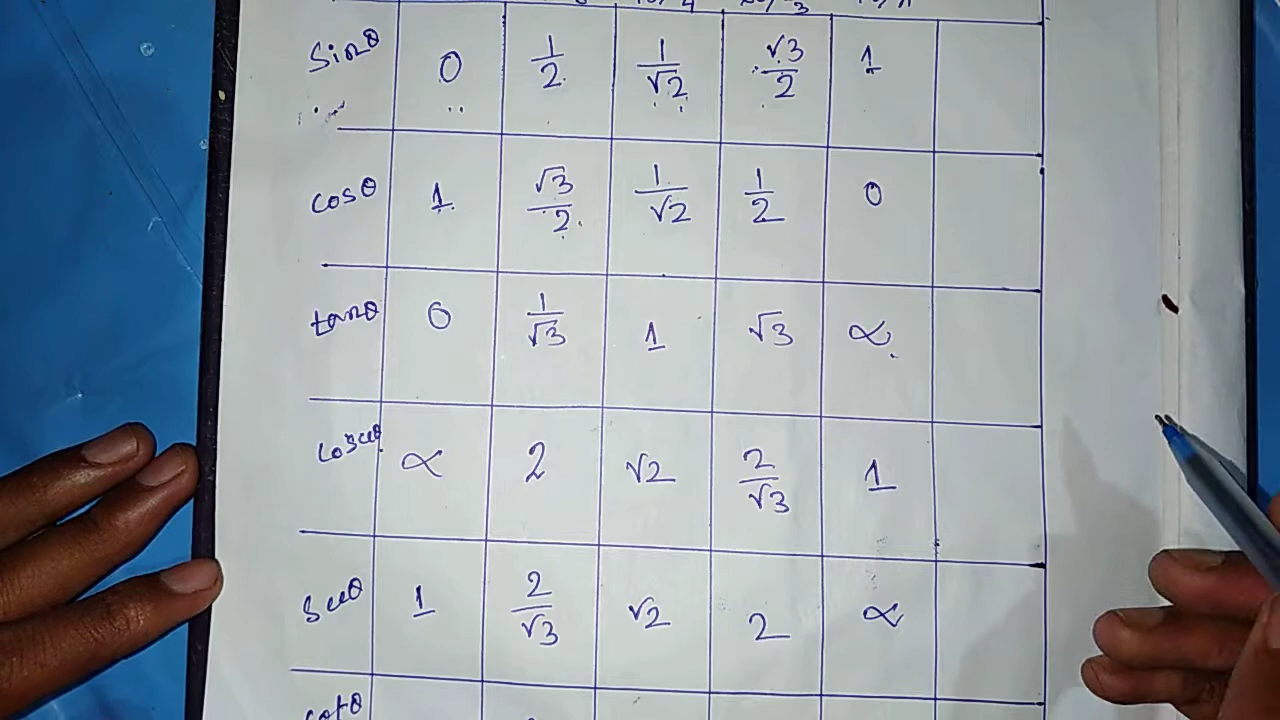 sinθ 0 1/2 1/√2 √3/2 1
cosθ 1 √3/2 1/√2 1/2 0
tanθ 0 1/√3 1 √3 ∝
cosecθ ∝ 2 √2 2/√3 1
secθ 1 2/√3 √2 2 ∝
cotθ